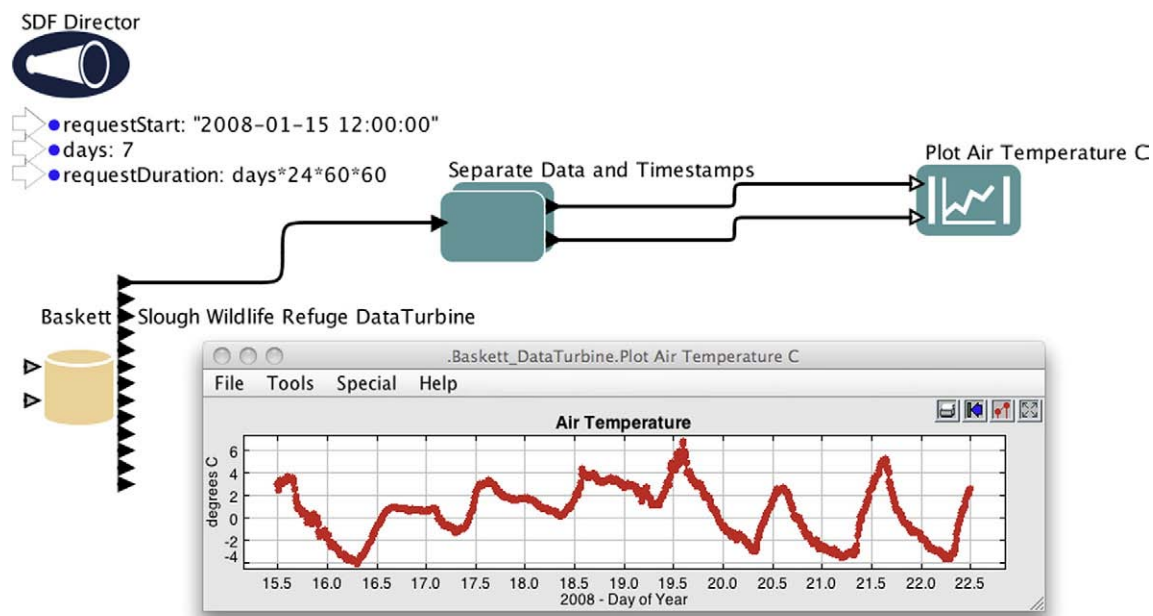 SDF Director
requestStart: "2008-01-15 12:00:00"
days: 7
requestDuration: days*24*60*60
Separate Data and Timestamps
Plot Air Temperature C
Baskett Slough Wildlife Refuge DataTurbine
.Baskett_DataTurbine.Plot Air Temperature C
File Tools Special Help
Air Temperature
degrees C
6
4
2
0
-2
-4
15.5 16.0 16.5 17.0 17.5 18.0 18.5 19.0 19.5 20.0 20.5 21.0 21.5 22.0 22.5
2008 - Day of Year